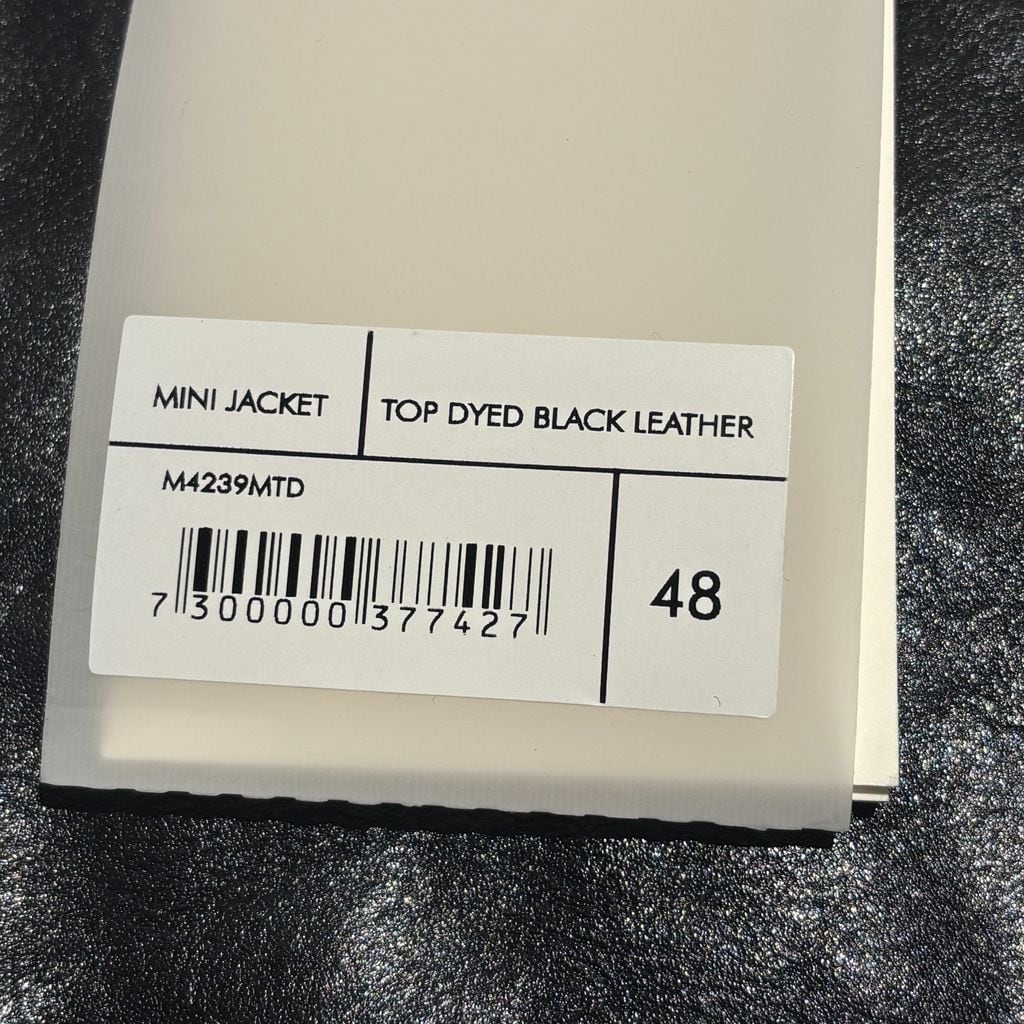 MINI JACKET
TOP DYED BLACK LEATHER
M4239MTD
7 300000 377427
48